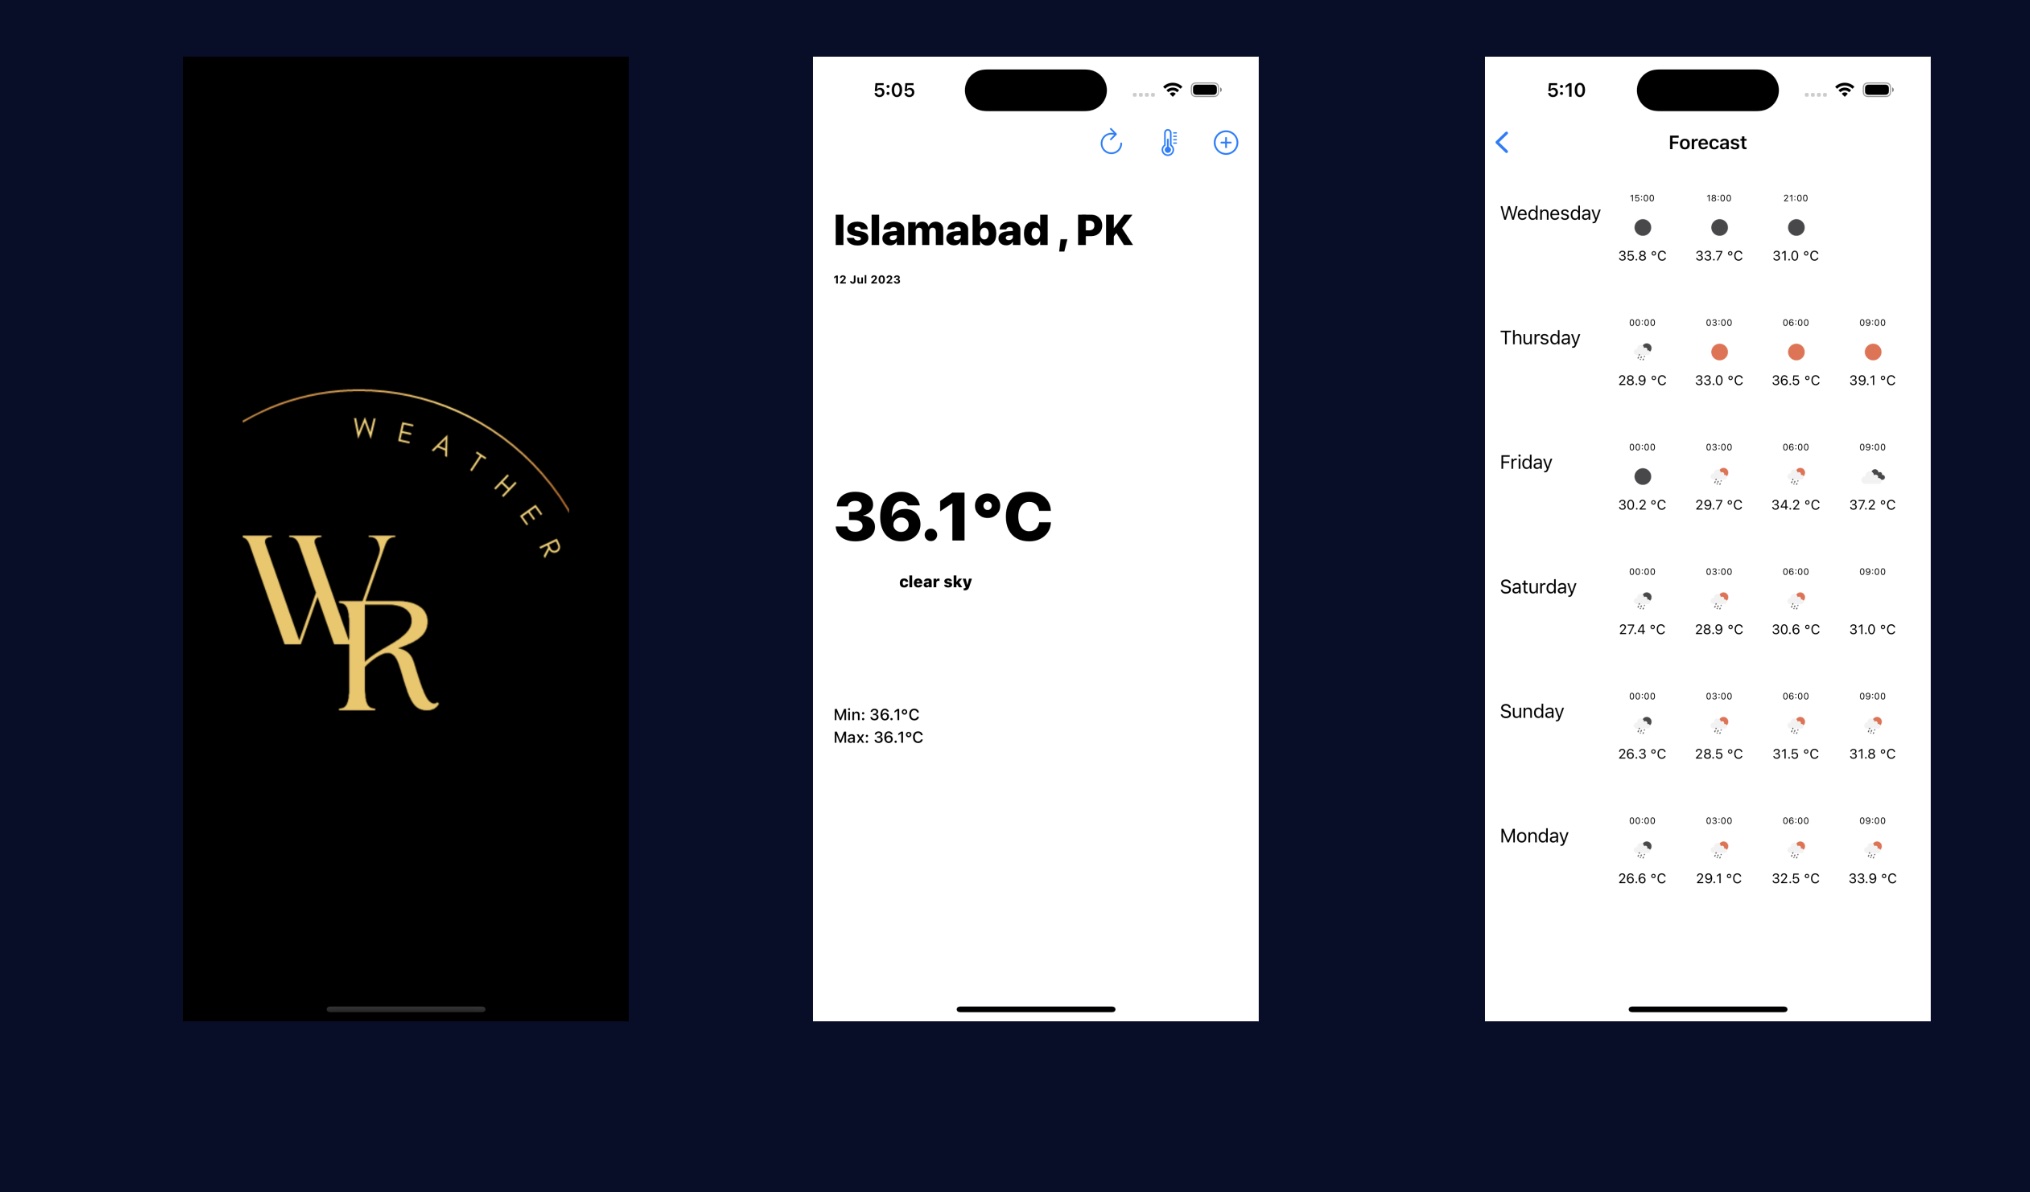 WEATHER
WR
5:05
Islamabad , PK
12 Jul 2023
36.1°C
clear sky
Min: 36.1°C
Max: 36.1°C
5:10
Forecast
Wednesday
15:00 18:00 21:00
35.8 °C 33.7 °C 31.0 °C
Thursday
00:00 03:00 06:00 09:00
28.9 °C 33.0 °C 36.5 °C 39.1 °C
Friday
00:00 03:00 06:00 09:00
30.2 °C 29.7 °C 34.2 °C 37.2 °C
Saturday
00:00 03:00 06:00 09:00
27.4 °C 28.9 °C 30.6 °C 31.0 °C
Sunday
00:00 03:00 06:00 09:00
26.3 °C 28.5 °C 31.5 °C 31.8 °C
Monday
00:00 03:00 06:00 09:00
26.6 °C 29.1 °C 32.5 °C 33.9 °C